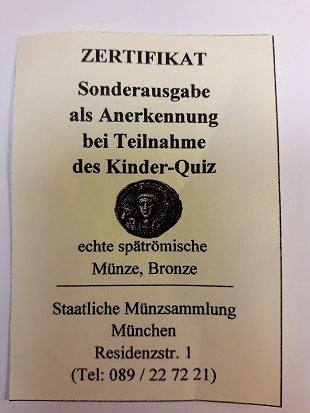 ZERTIFIKAT
Sonderausgabe
als Anerkennung
bei Teilnahme
des Kinder-Quiz
echte spätrömische
Münze, Bronze
Staatliche Münzsammlung
München
Residenzstr. 1
(Tel: 089 / 22 72 21)